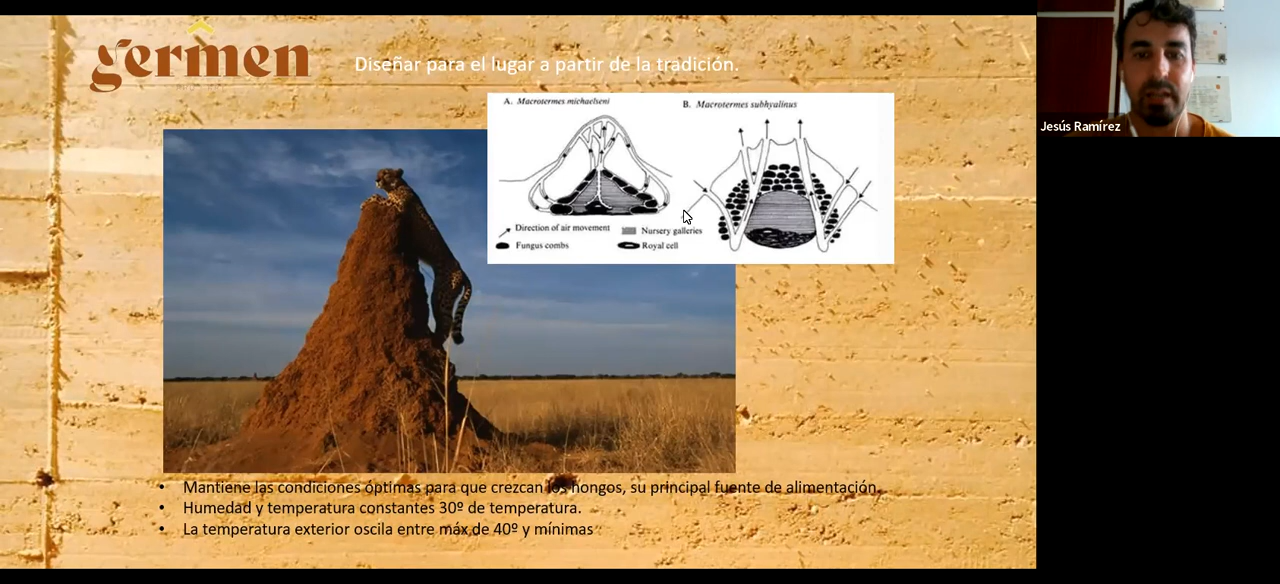 germen
Diseñar para el lugar a partir de la tradición.
Jesús Ramírez
A. Macrotermes michaelseni
B. Macrotermes subhyalinus
Direction of air movement
Nursery galleries
Fungus combs
Royal cell
• Mantiene las condiciones óptimas para que crezcan los hongos, su principal fuente de alimentación.
• Humedad y temperatura constantes 30º de temperatura.
• La temperatura exterior oscila entre máx de 40º y mínimas